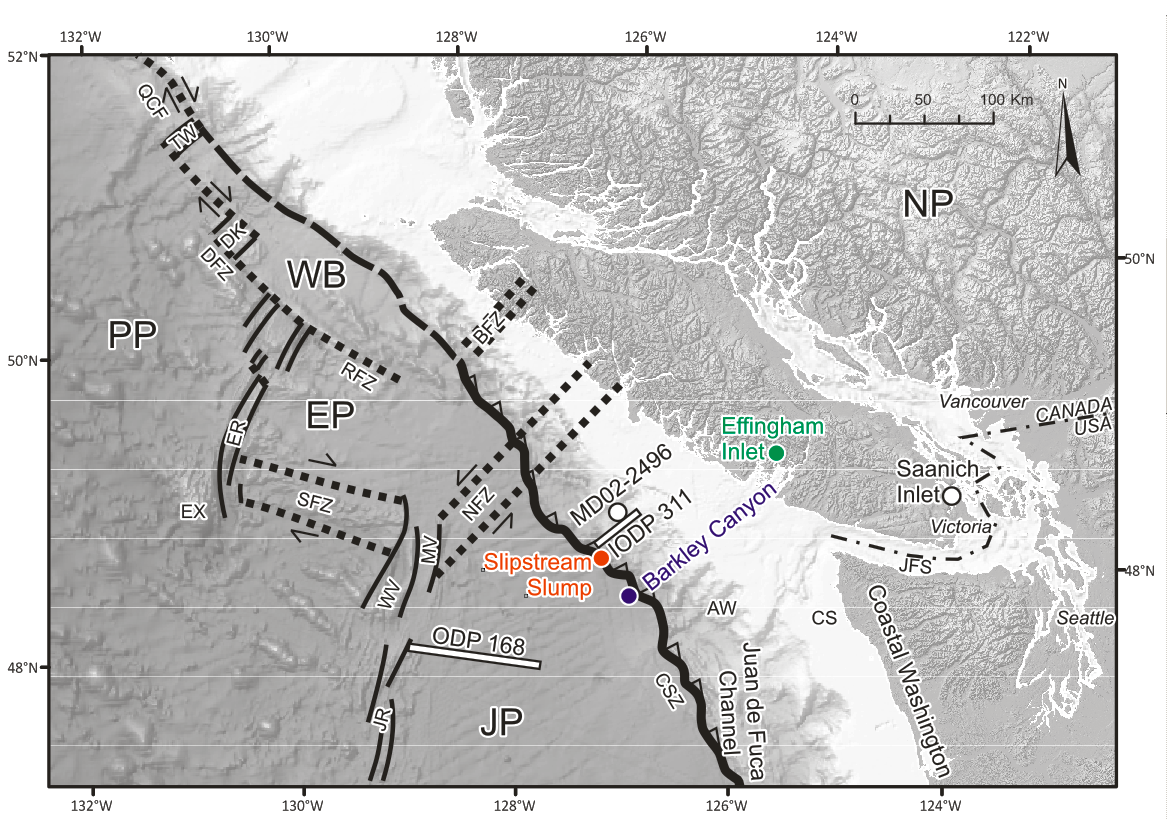 132°W
130°W
128°W
126°W
124°W
122°W
52°N
QCF
TW
0 50 100 Km
N
NP
DK
DFZ
WB
50°N
PP
BFZ
50°N
RFZ
EP
Vancouver
CANADA
USA
ER
Effingham
Inlet
Saanich
Inlet
MD02-2496
SFZ
NFZ
EX
IODP 311
Barkley Canyon
Victoria
MV
Slipstream
Slump
JFS
48°N
WV
AW
CS
Coastal Washington
Seattle
ODP 168
48°N
CSZ
Juan de Fuca
Channel
JR
JP
132°W
130°W
128°W
126°W
124°W